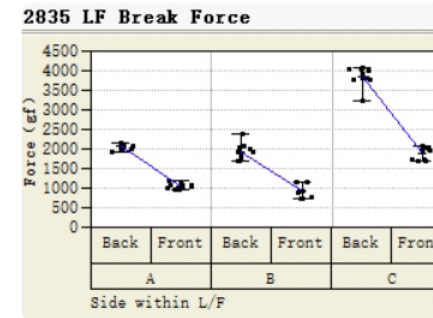 2835 LF Break Force
4500
4000
3500
3000
2500
2000
1500
1000
500
0
Force (gf)
Back Front Back Front Back Fron
A B C
Side within L/F